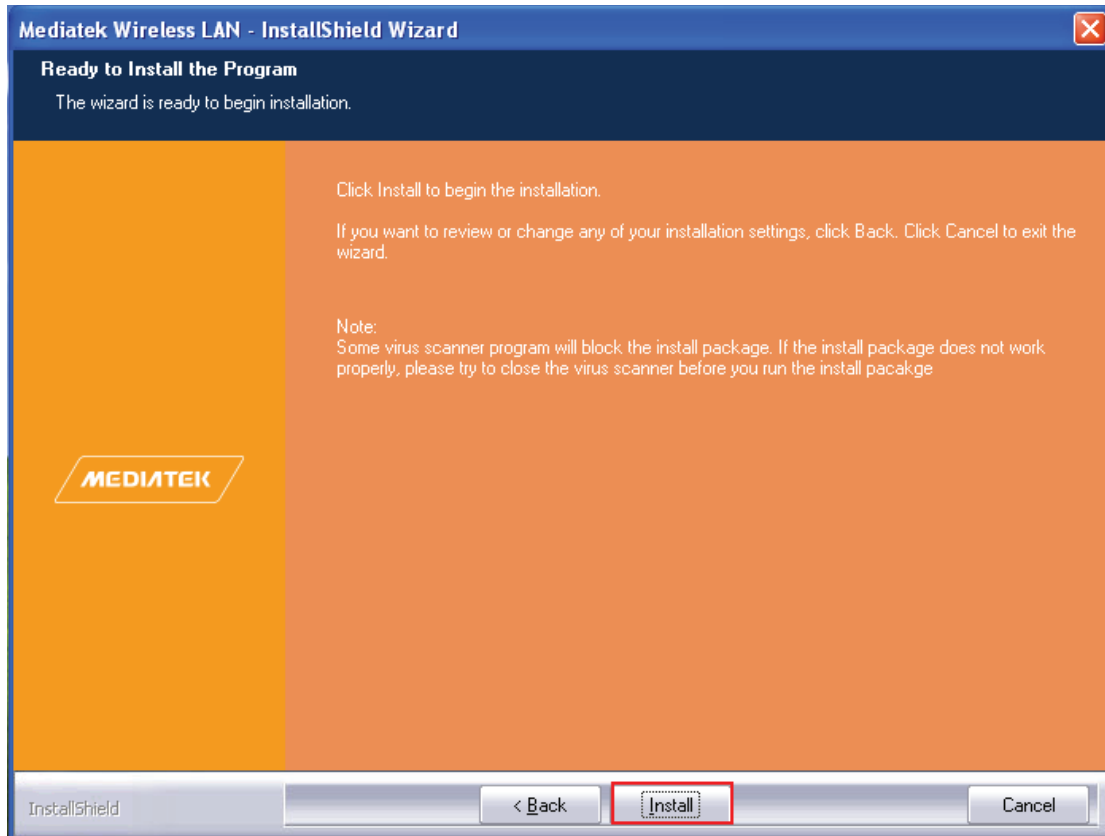 Mediatek Wireless LAN - InstallShield Wizard
Ready to Install the Program
The wizard is ready to begin installation.
Click Install to begin the installation.
If you want to review or change any of your installation settings, click Back. Click Cancel to exit the
wizard.
Note:
Some virus scanner program will block the install package. If the install package does not work
properly, please try to close the virus scanner before you run the install pacakge
MEDIATEK
InstallShield
< Back
Install
Cancel